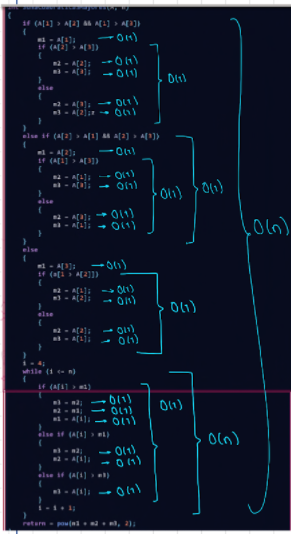 {
if (A[1] > A[2] && A[1] > A[3])
{
m1 = A[1]; → O(1)
if (A[2] > A[3])
{
m2 = A[2]; → O(1)
m3 = A[3]; → O(1)
} O(1)
else
{
m2 = A[3]; → O(1)
m3 = A[2]; → O(1)
}
}
else if (A[2] > A[1] && A[2] > A[3])
{
m1 = A[2]; → O(1)
if (A[1] > A[3])
{
m2 = A[1]; → O(1)
m3 = A[3]; → O(1)
} O(1) O(1)
else
{
m2 = A[3]; → O(1)
m3 = A[1]; → O(1)
}
} O(n)
else
{
m1 = A[3]; → O(1)
if (a[1 > A[2]])
{
m2 = A[1]; → O(1)
m3 = A[2]; → O(1)
} O(1)
else
{
m2 = A[2]; → O(1)
m3 = A[1]; → O(1)
}
}
i = 4;
while (i <= n)
{
if (A[i] > m1) O(1)
{
m3 = m2; → O(1)
m2 = m1; → O(1)
m1 = A[i]; → O(1)
}
else if (A[i] > m1) O(n)
{
m3 = m2; → O(1)
m2 = A[i]; → O(1)
}
else if (A[i] > m3)
{
m3 = A[i]; → O(1)
}
i = i + 1;
}
return = pow(m1 + m2 + m3, 2);